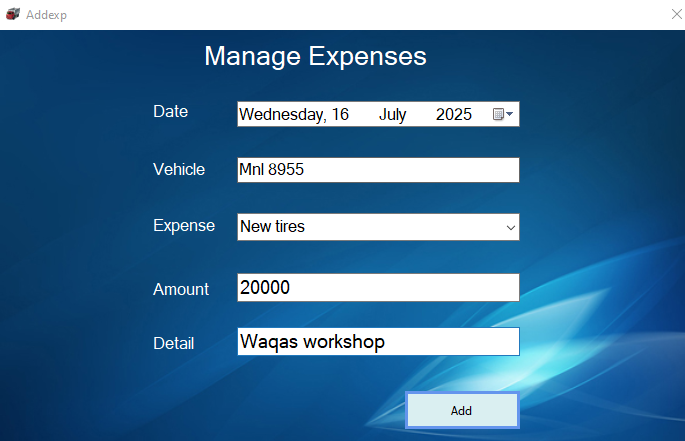 Addexp
Manage Expenses
Date Wednesday, 16 July 2025
Vehicle Mnl 8955
Expense New tires
Amount 20000
Detail Waqas workshop
Add